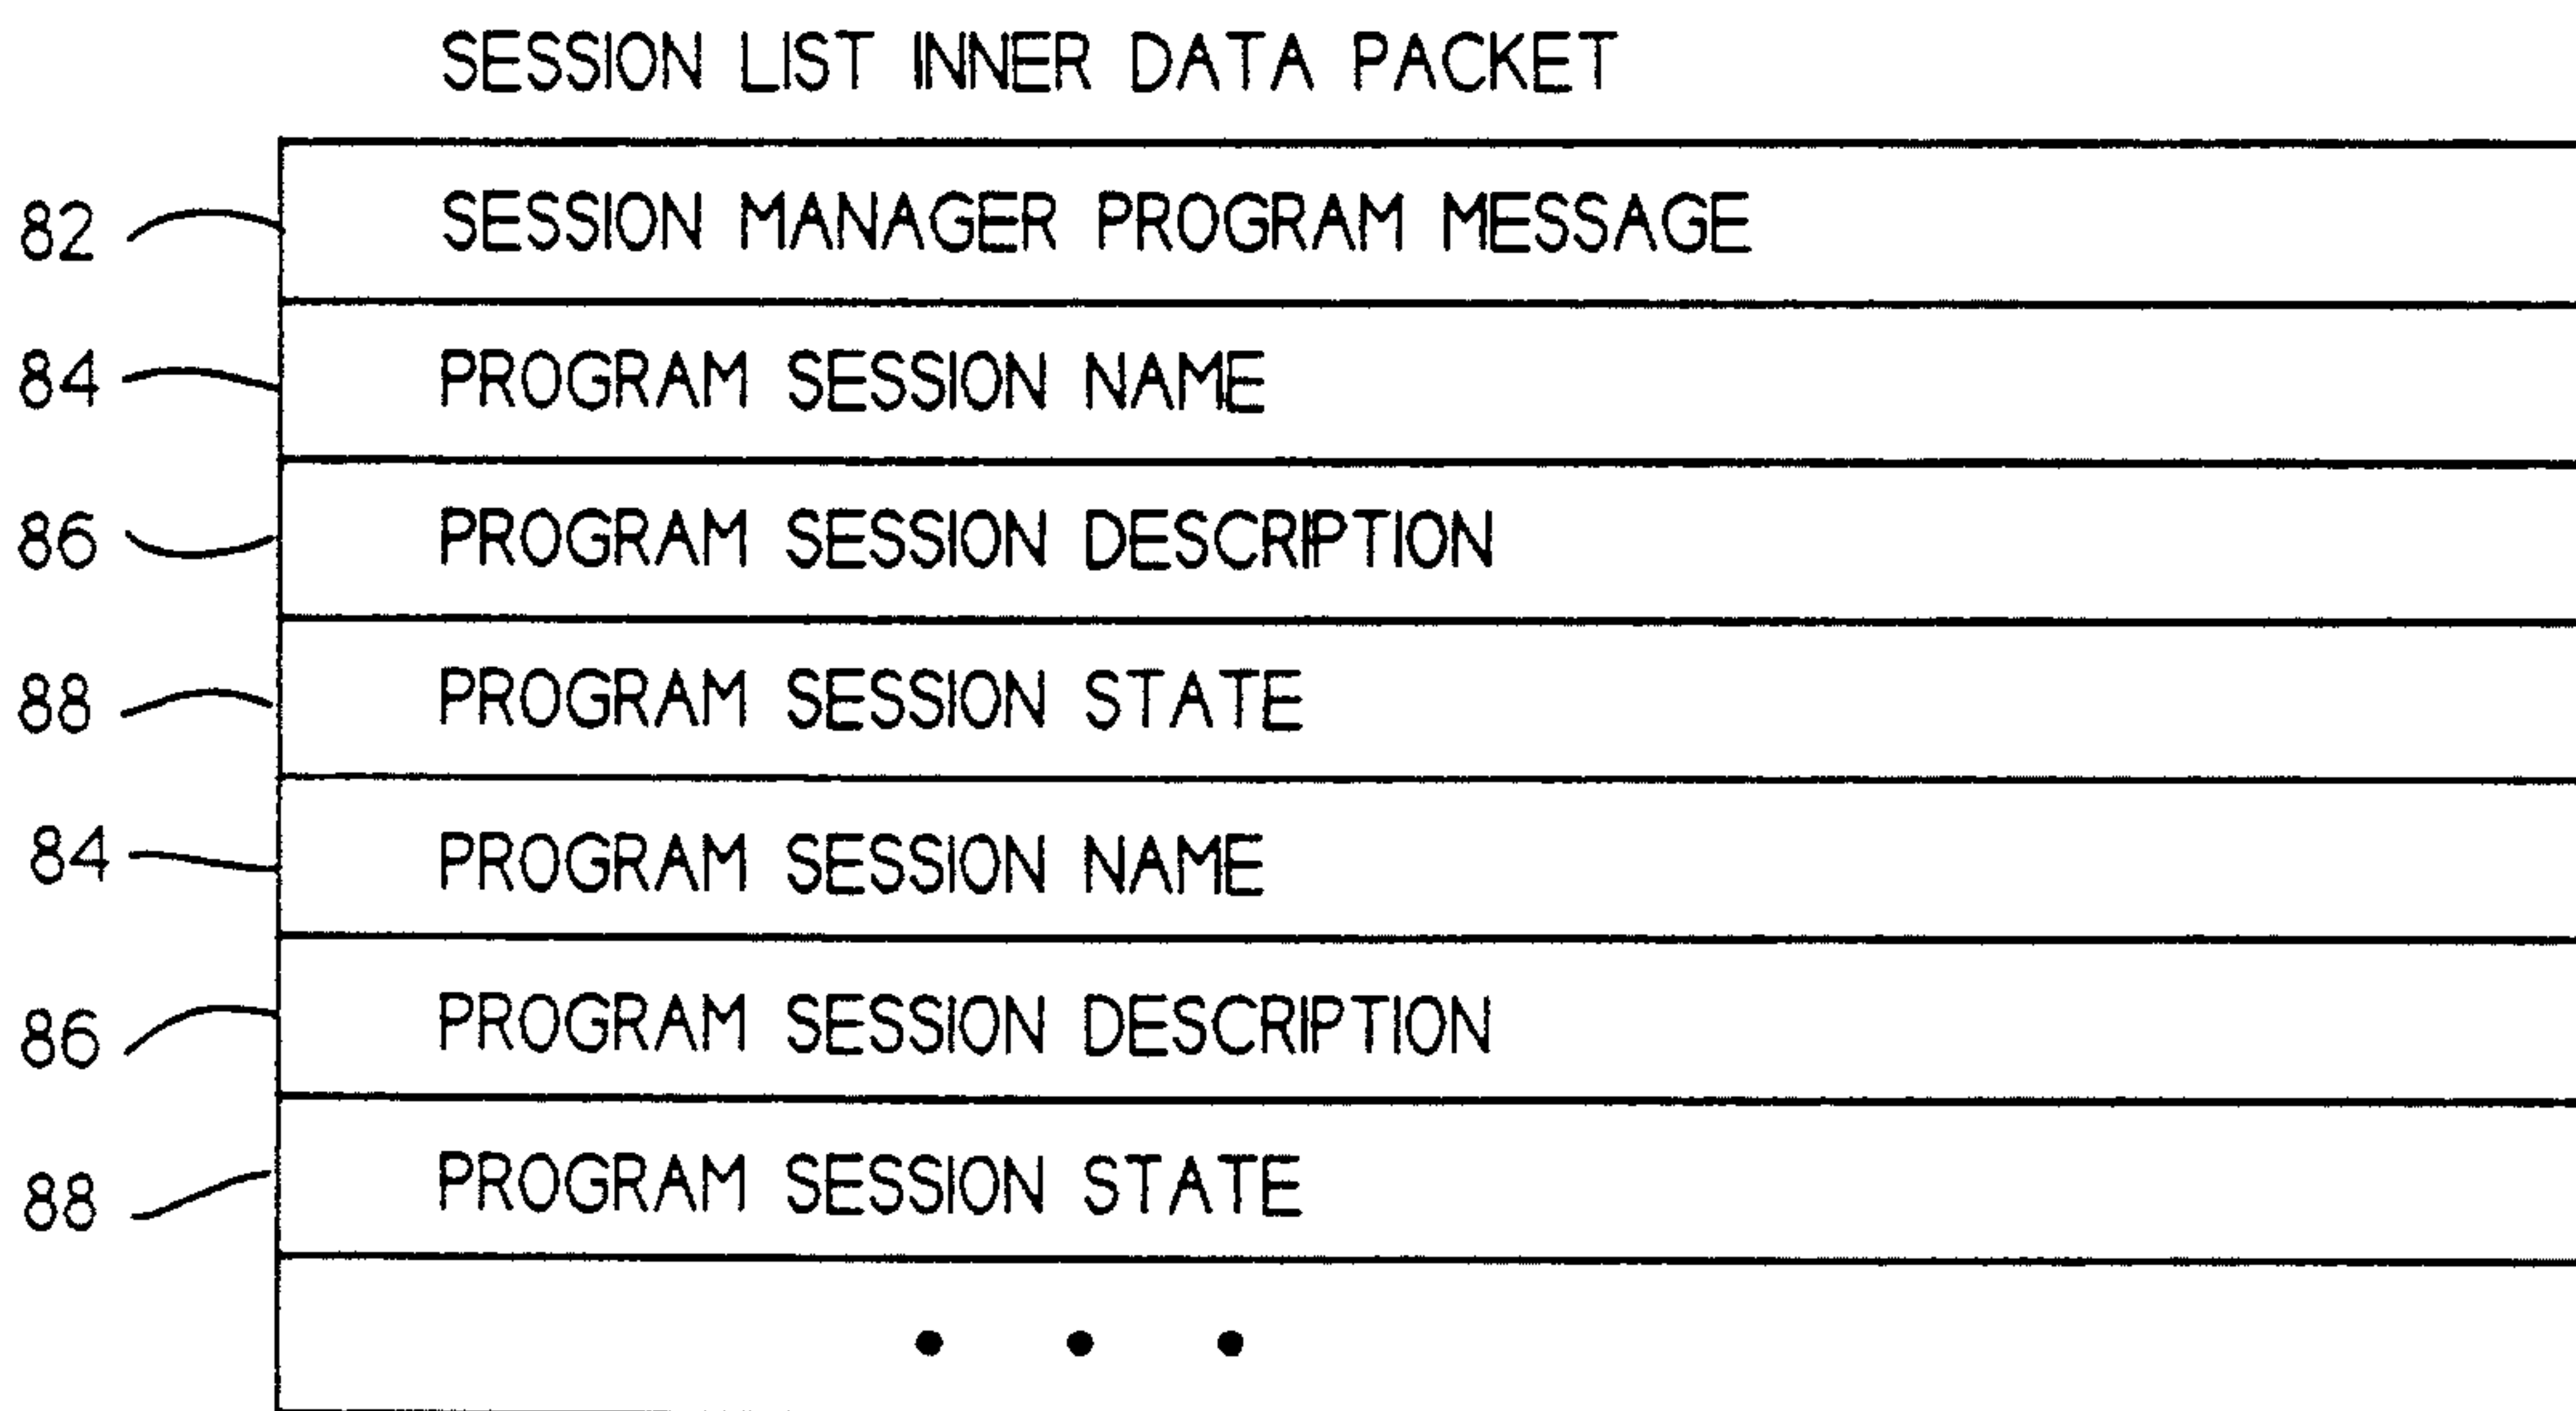 SESSION LIST INNER DATA PACKET
82 SESSION MANAGER PROGRAM MESSAGE
84 PROGRAM SESSION NAME
86 PROGRAM SESSION DESCRIPTION
88 PROGRAM SESSION STATE
84 PROGRAM SESSION NAME
86 PROGRAM SESSION DESCRIPTION
88 PROGRAM SESSION STATE
• • •